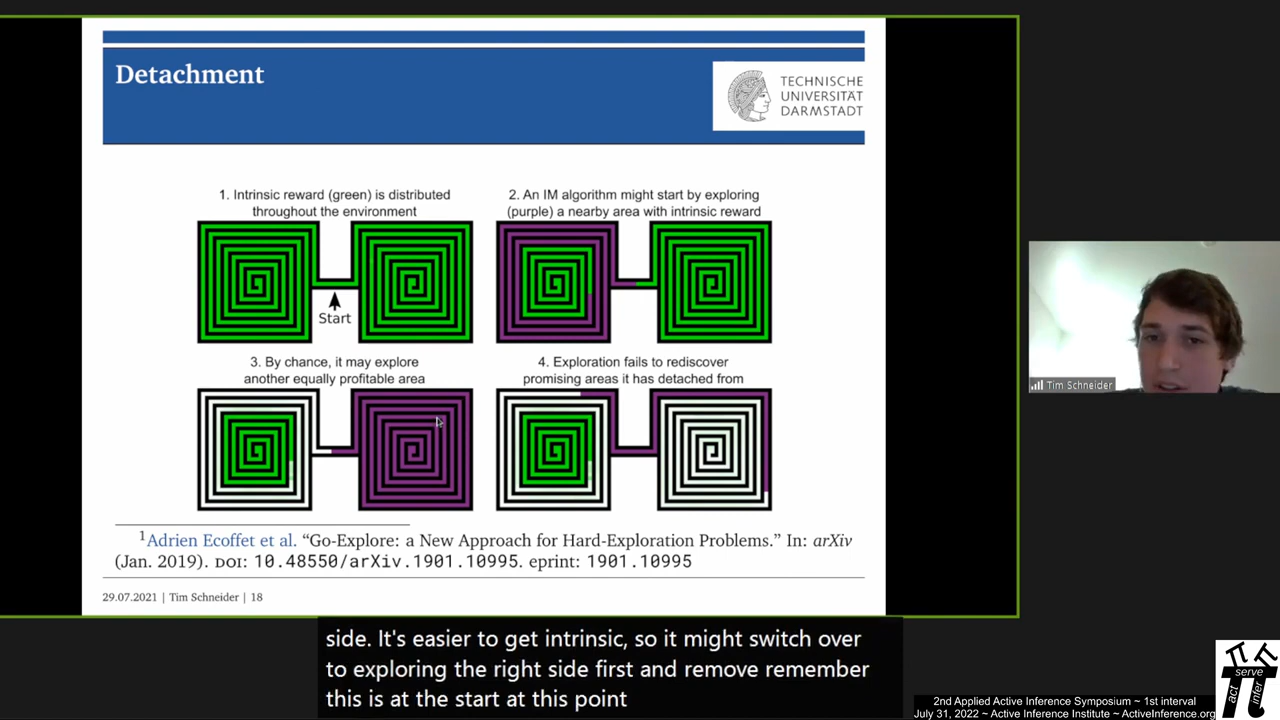 Detachment
TECHNISCHE
UNIVERSITÄT
DARMSTADT
1. Intrinsic reward (green) is distributed
throughout the environment
2. An IM algorithm might start by exploring
(purple) a nearby area with intrinsic reward
Start
3. By chance, it may explore
another equally profitable area
4. Exploration fails to rediscover
promising areas it has detached from
1Adrien Ecoffet et al. “Go-Explore: a New Approach for Hard-Exploration Problems.” In: arXiv
(Jan. 2019). DOI: 10.48550/arXiv.1901.10995. eprint: 1901.10995
29.07.2021 | Tim Schneider | 18
Tim Schneider
side. It's easier to get intrinsic, so it might switch over
to exploring the right side first and remove remember
this is at the start at this point
serve
act
infer
2nd Applied Active Inference Symposium ~ 1st interval
July 31, 2022 ~ Active Inference Institute ~ ActiveInference.org